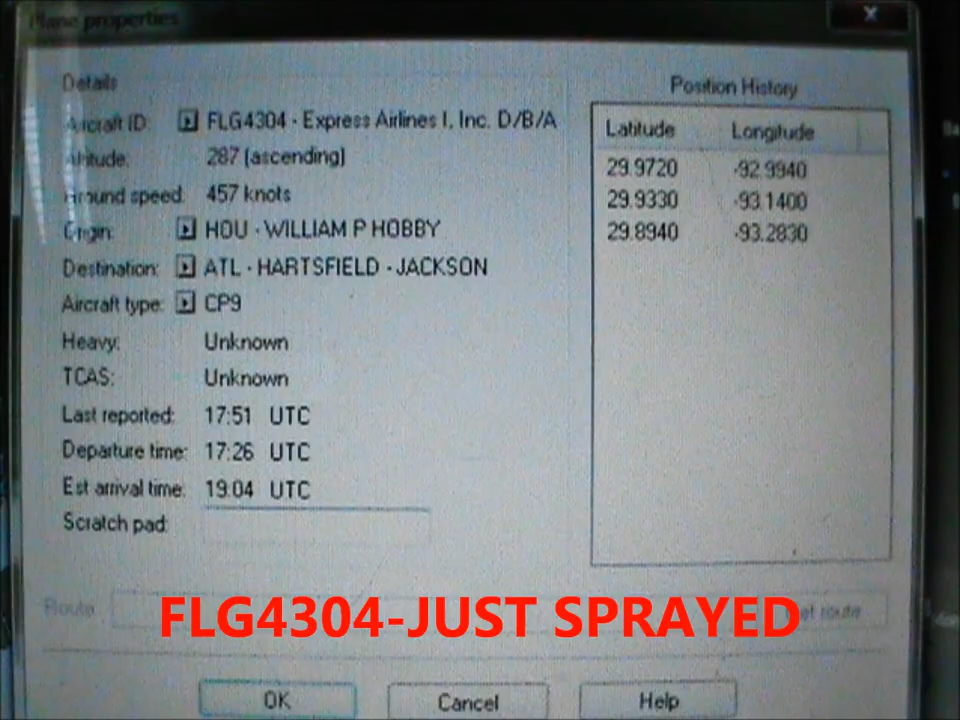 Plane properties
X
Details
Aircraft ID: FLG4304 - Express Airlines I, Inc. D/B/A
Altitude: 287 (ascending)
Ground speed: 457 knots
Origin: HOU - WILLIAM P HOBBY
Destination: ATL - HARTSFIELD - JACKSON
Aircraft type: CP9
Heavy: Unknown
TCAS: Unknown
Last reported: 17:51 UTC
Departure time: 17:26 UTC
Est arrival time: 19:04 UTC
Scratch pad:
Position History
Latitude Longitude
29.9720 -92.9940
29.9330 -93.1400
29.8940 -93.2830
Route
route
FLG4304-JUST SPRAYED
OK Cancel Help